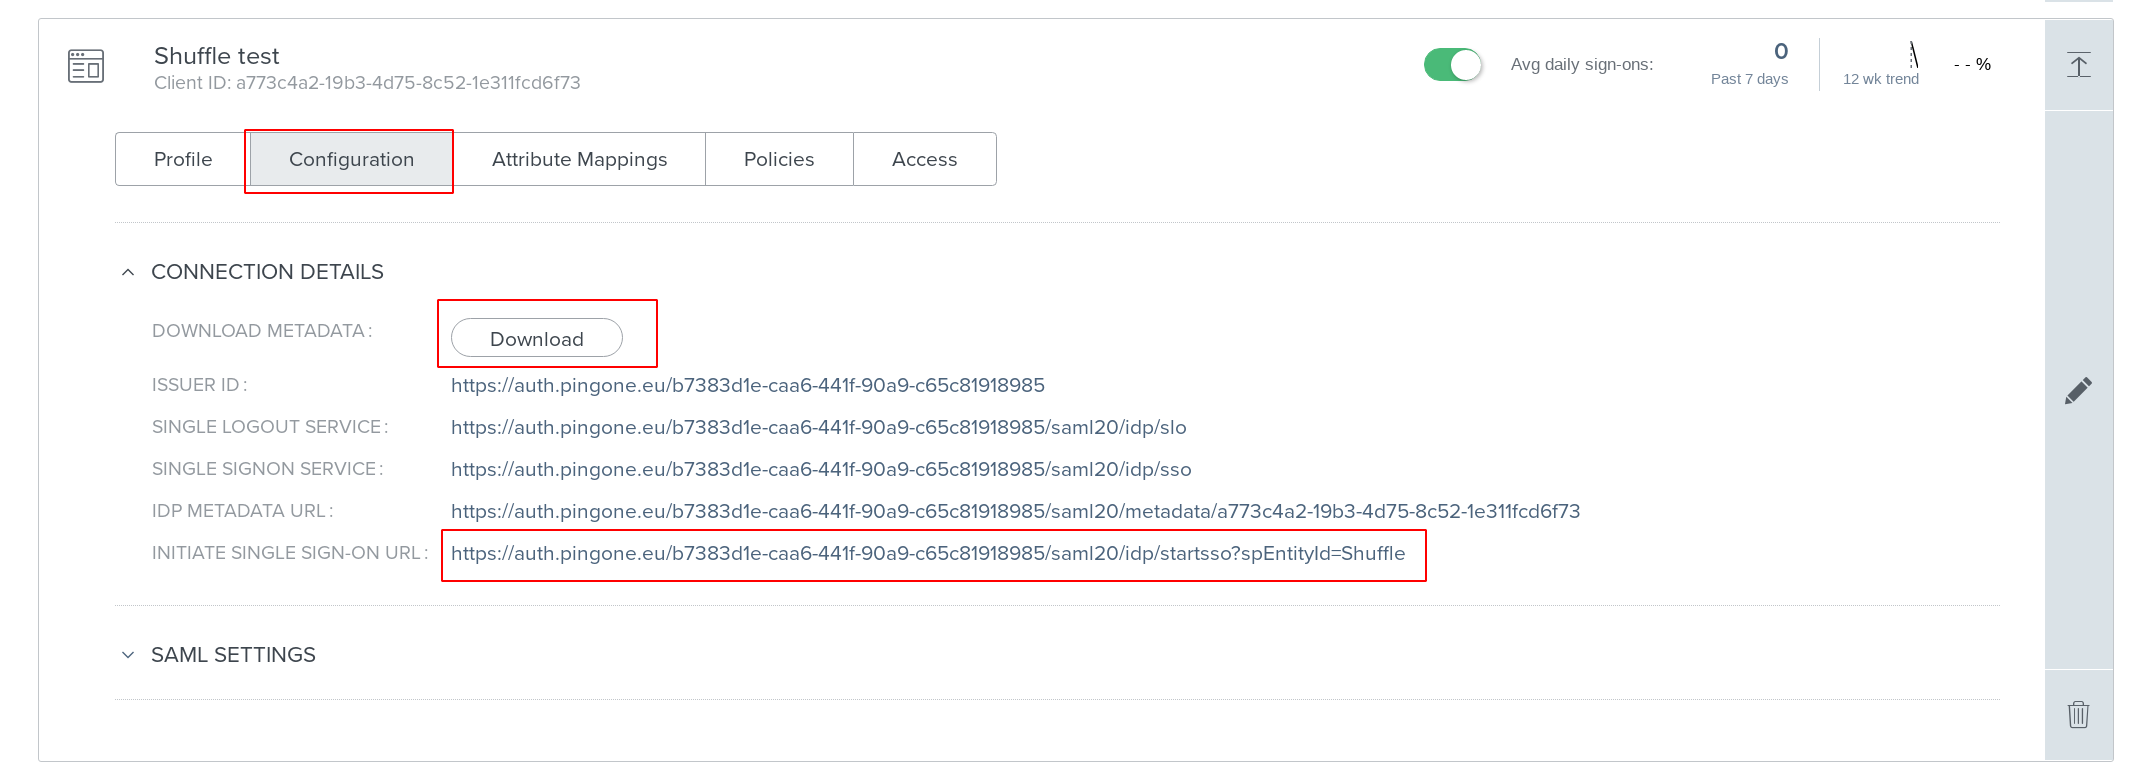 Shuffle test
Client ID: a773c4a2-19b3-4d75-8c52-1e311fcd6f73
Avg daily sign-ons:
0
Past 7 days
12 wk trend
- - %
Profile
Configuration
Attribute Mappings
Policies
Access
CONNECTION DETAILS
DOWNLOAD METADATA: Download
ISSUER ID: https://auth.pingone.eu/b7383d1e-caa6-441f-90a9-c65c81918985
SINGLE LOGOUT SERVICE: https://auth.pingone.eu/b7383d1e-caa6-441f-90a9-c65c81918985/saml20/idp/slo
SINGLE SIGNON SERVICE: https://auth.pingone.eu/b7383d1e-caa6-441f-90a9-c65c81918985/saml20/idp/sso
IDP METADATA URL: https://auth.pingone.eu/b7383d1e-caa6-441f-90a9-c65c81918985/saml20/metadata/a773c4a2-19b3-4d75-8c52-1e311fcd6f73
INITIATE SINGLE SIGN-ON URL: https://auth.pingone.eu/b7383d1e-caa6-441f-90a9-c65c81918985/saml20/idp/startsso?spEntityId=Shuffle
SAML SETTINGS